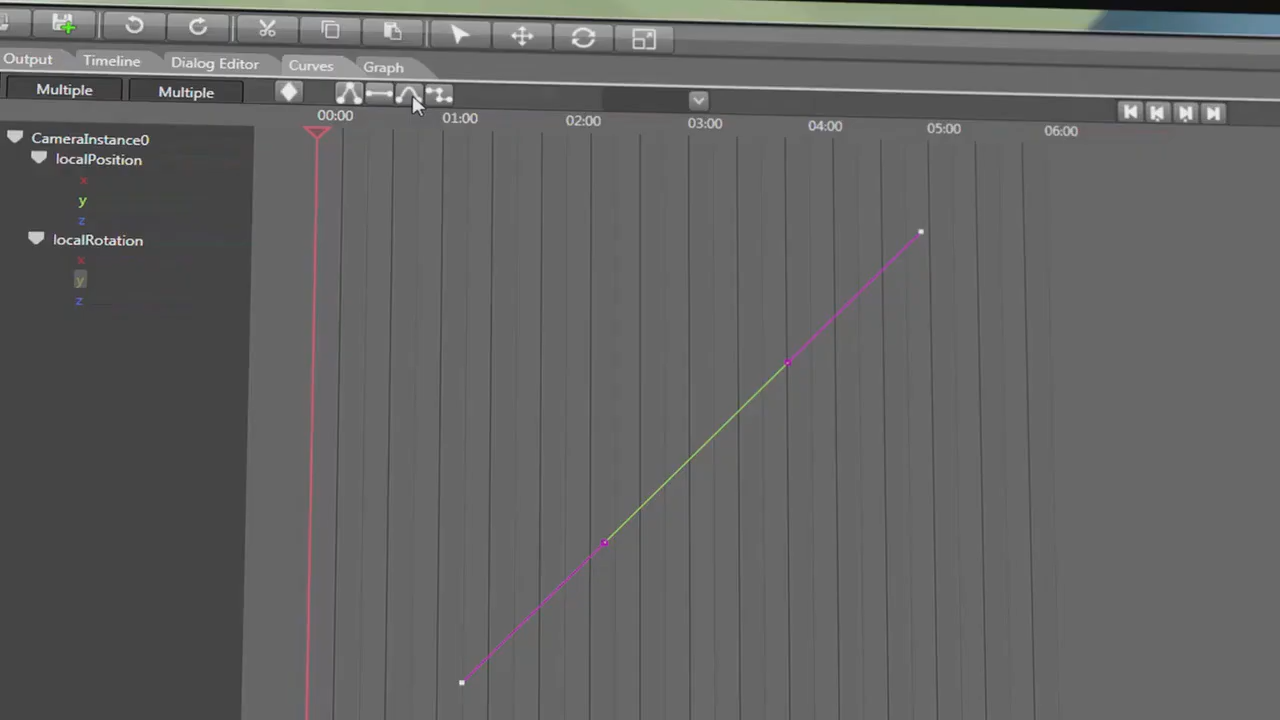 Output Timeline Dialog Editor Curves Graph
Multiple Multiple
00:00 01:00 02:00 03:00 04:00 05:00 06:00
CameraInstance0
localPosition
x
y
z
localRotation
x
y
z